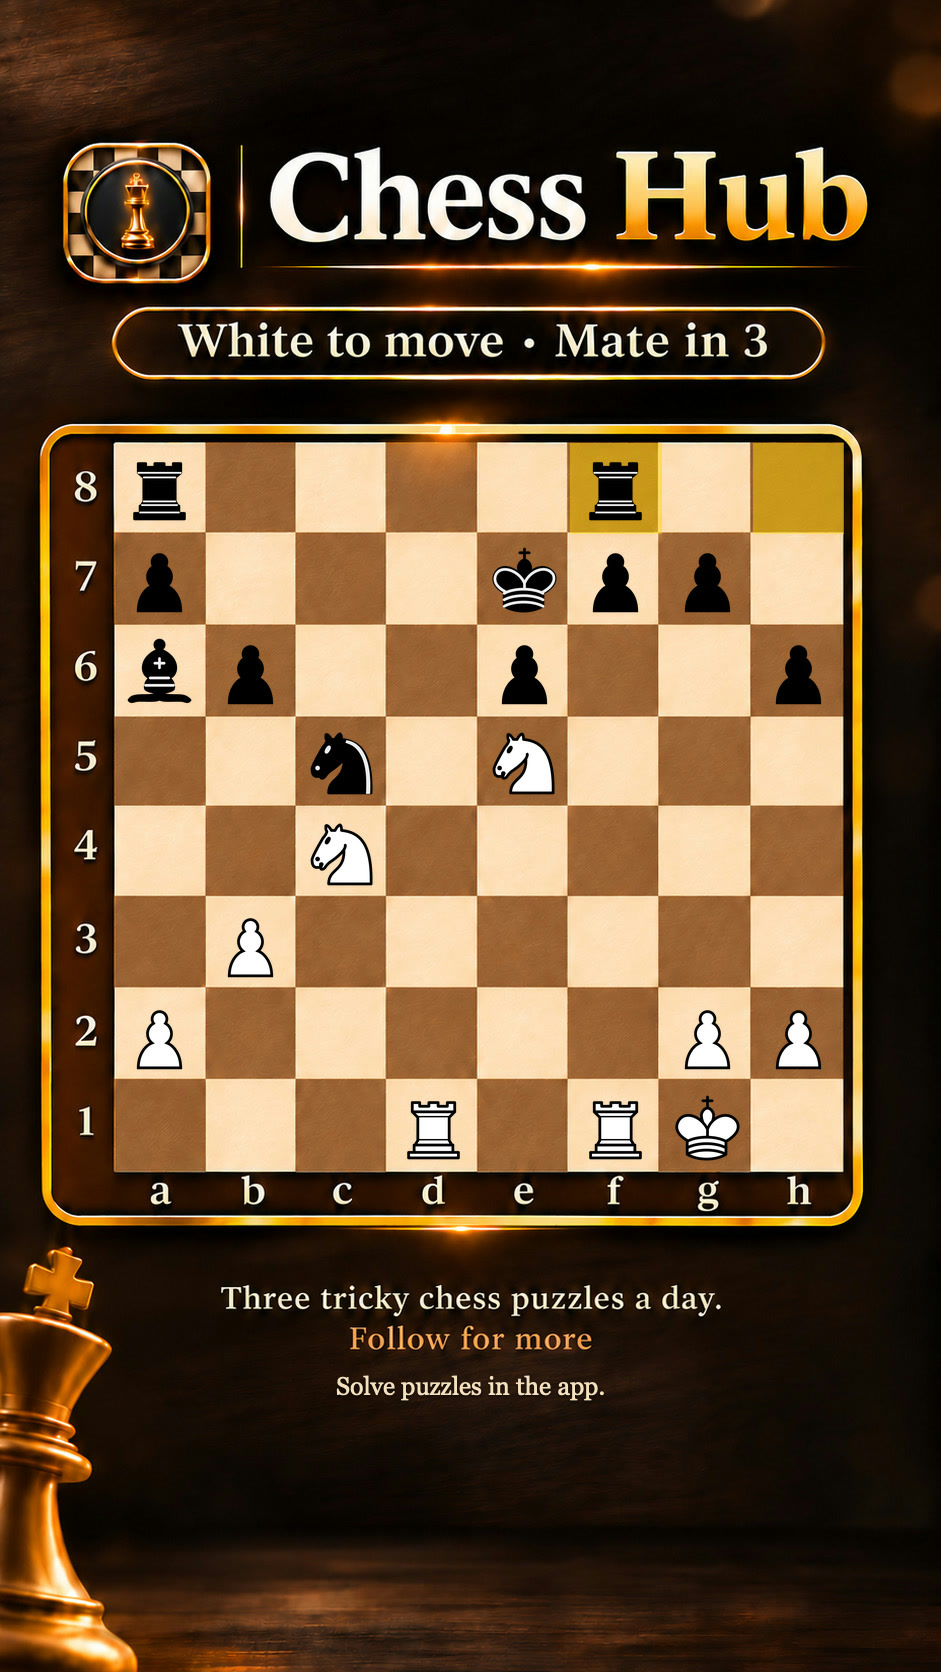 Chess Hub
White to move • Mate in 3
8
7
6
5
4
3
2
1
a b c d e f g h
Three tricky chess puzzles a day.
Follow for more
Solve puzzles in the app.